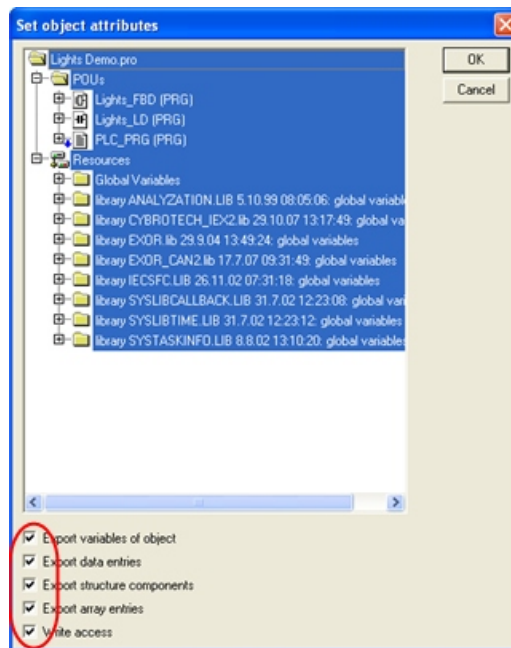 Set object attributes
Lights Demo.pro
OK
POUs
Cancel
Lights_FBD (PRG)
Lights_LD (PRG)
PLC_PRG (PRG)
Resources
Global Variables
library ANALYZATION.LIB 5.10.99 08:05:06: global variabl
library CYBROTECH_IEX2.lib 29.10.07 13:17:49: global va
library EXOR.lib 29.9.04 13:49:24: global variables
library EXOR_CAN2.lib 17.7.07 09:31:49: global variables
library IECSFC.LIB 26.11.02 07:31:18: global variables
library SYSLIBCALLBACK.LIB 31.7.02 12:23:08: global vari
library SYSLIBTIME.LIB 31.7.02 12:23:12: global variables
library SYSTASKINFO.LIB 8.8.02 13:10:20: global variables
Export variables of object
Export data entries
Export structure components
Export array entries
Write access